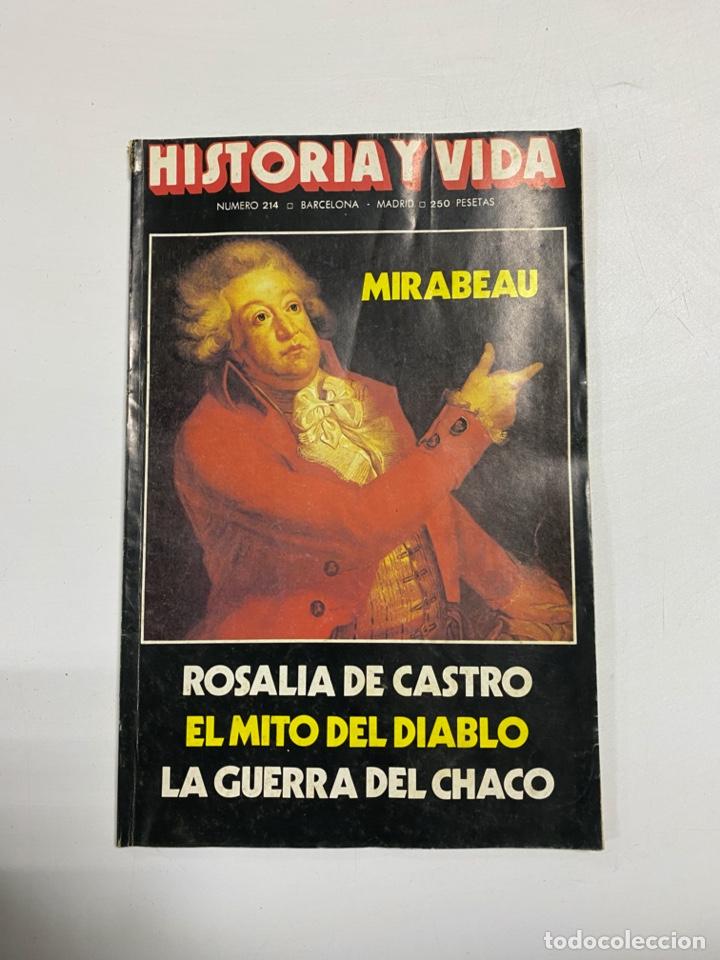 HISTORIA Y VIDA
NUMERO 214 □ BARCELONA - MADRID □ 250 PESETAS
MIRABEAU
ROSALIA DE CASTRO
EL MITO DEL DIABLO
LA GUERRA DEL CHACO
todocoleccion